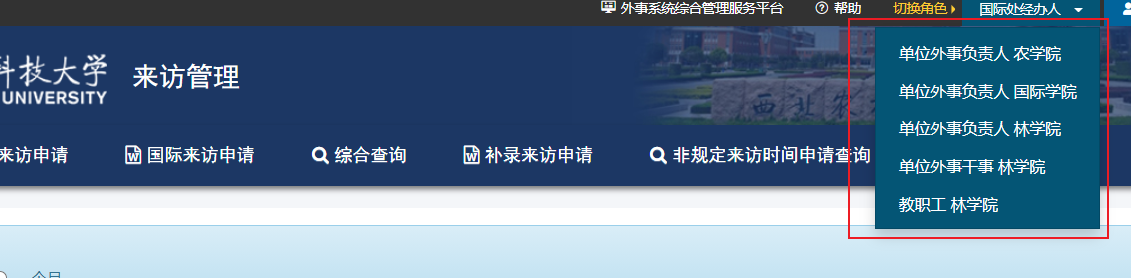 外事系统综合管理服务平台 帮助 切换角色 国际处经办人
科技大学 来访管理
UNIVERSITY
西北农
来访申请 国际来访申请 综合查询 补录来访申请 非规定来访时间申请查询
单位外事负责人 农学院
单位外事负责人 国际学院
单位外事负责人 林学院
单位外事干事 林学院
教职工 林学院